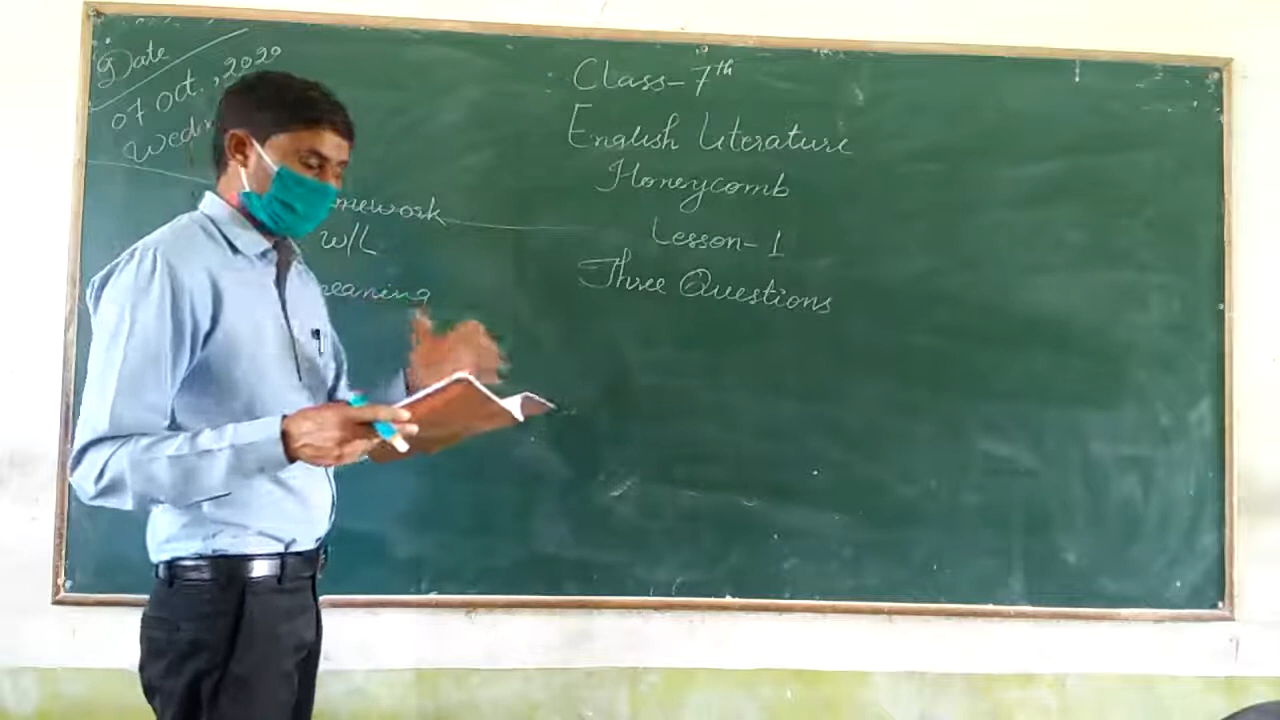 Date
07 Oct., 2020
Class-7th
English Literature
Honeycomb
W/L
Lesson-1
Three Questions